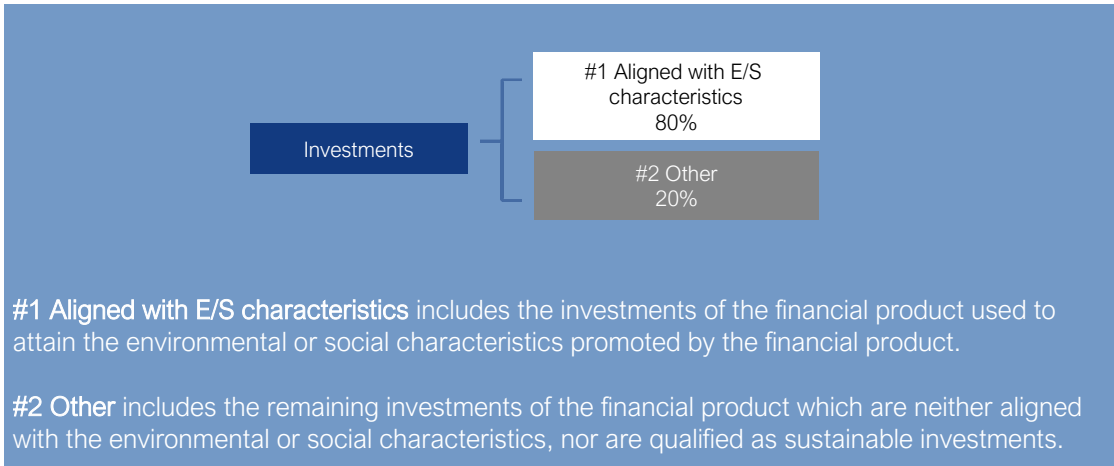 #1 Aligned with E/S
characteristics
80%
Investments
#2 Other
20%
#1 Aligned with E/S characteristics includes the investments of the financial product used to
attain the environmental or social characteristics promoted by the financial product.
#2 Other includes the remaining investments of the financial product which are neither aligned
with the environmental or social characteristics, nor are qualified as sustainable investments.